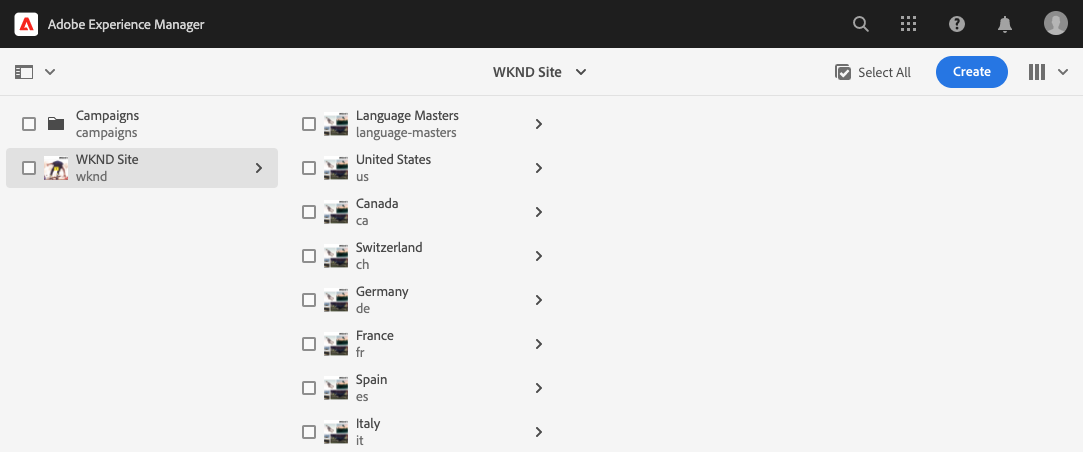 Adobe Experience Manager
WKND Site
Select All
Create
Campaigns
campaigns
WKND Site
wknd
Language Masters
language-masters
United States
us
Canada
ca
Switzerland
ch
Germany
de
France
fr
Spain
es
Italy
it